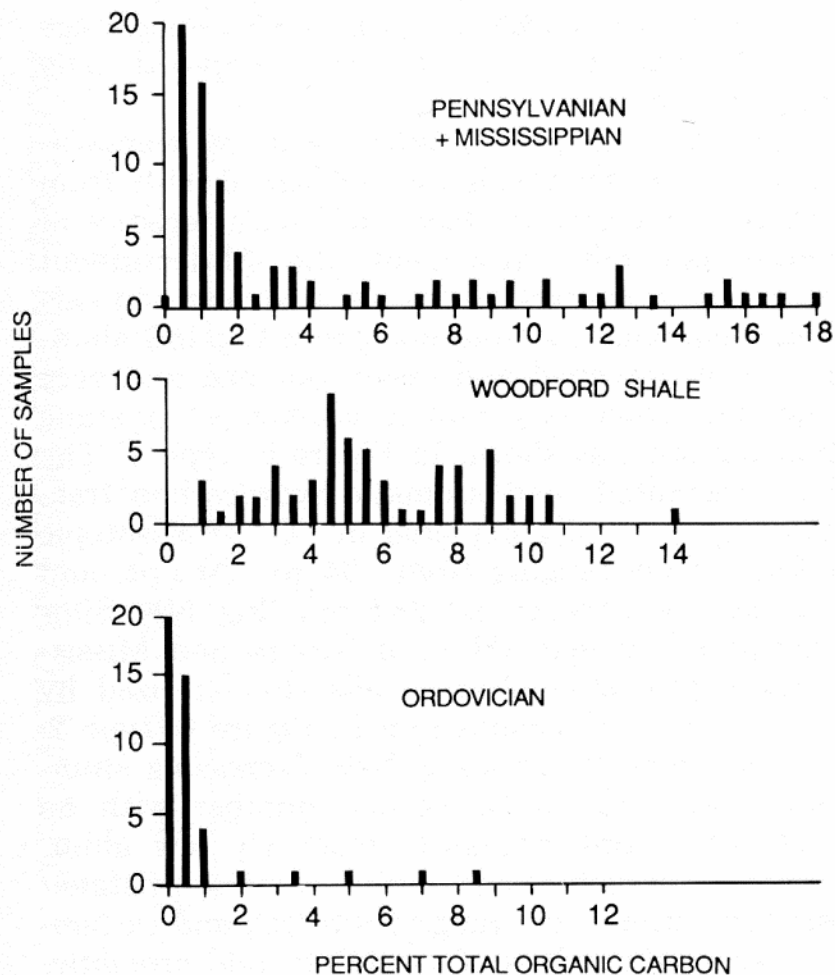 20
15
10
5
0
PENNSYLVANIAN
+ MISSISSIPPIAN
0 2 4 6 8 10 12 14 16 18
NUMBER OF SAMPLES
10
5
0
WOODFORD SHALE
0 2 4 6 8 10 12 14
20
15
10
5
0
ORDOVICIAN
0 2 4 6 8 10 12
PERCENT TOTAL ORGANIC CARBON